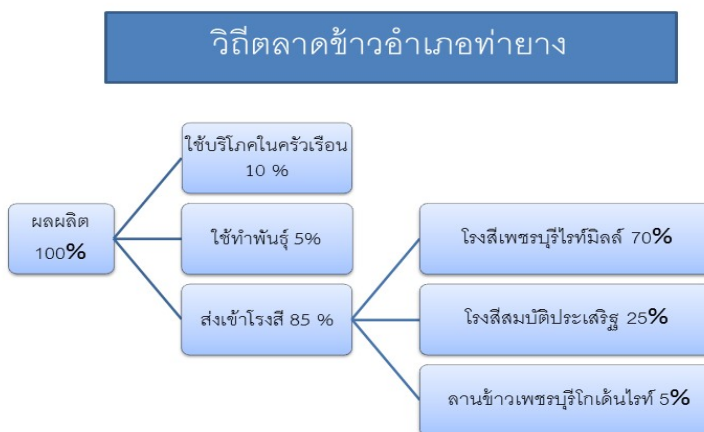 วิถีตลาดข้าวอำเภอท่ายาง
ผลผลิต
100%
ใช้บริโภคในครัวเรือน
10 %
ใช้ทำพันธุ์ 5%
ส่งเข้าโรงสี 85 %
โรงสีเพชรบุรีไรท์มิลล์ 70%
โรงสีสมบัติประเสริฐ 25%
ลานข้าวเพชรบุรีโกเด้นไรท์ 5%